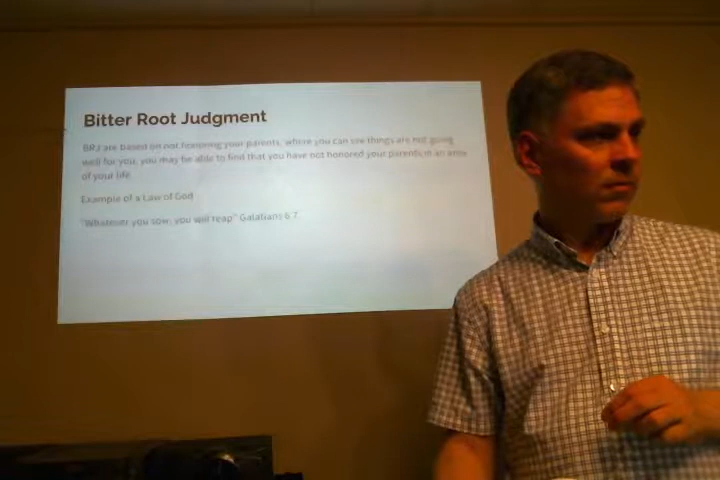 Bitter Root Judgment
BRJ are based on not honoring your parents, where you can see things are not going
well for you, you may be able to find that you have not honored your parents in an area
of your life
Example of a Law of God
"Whatever you sow, you will reap" Galatians 6:7